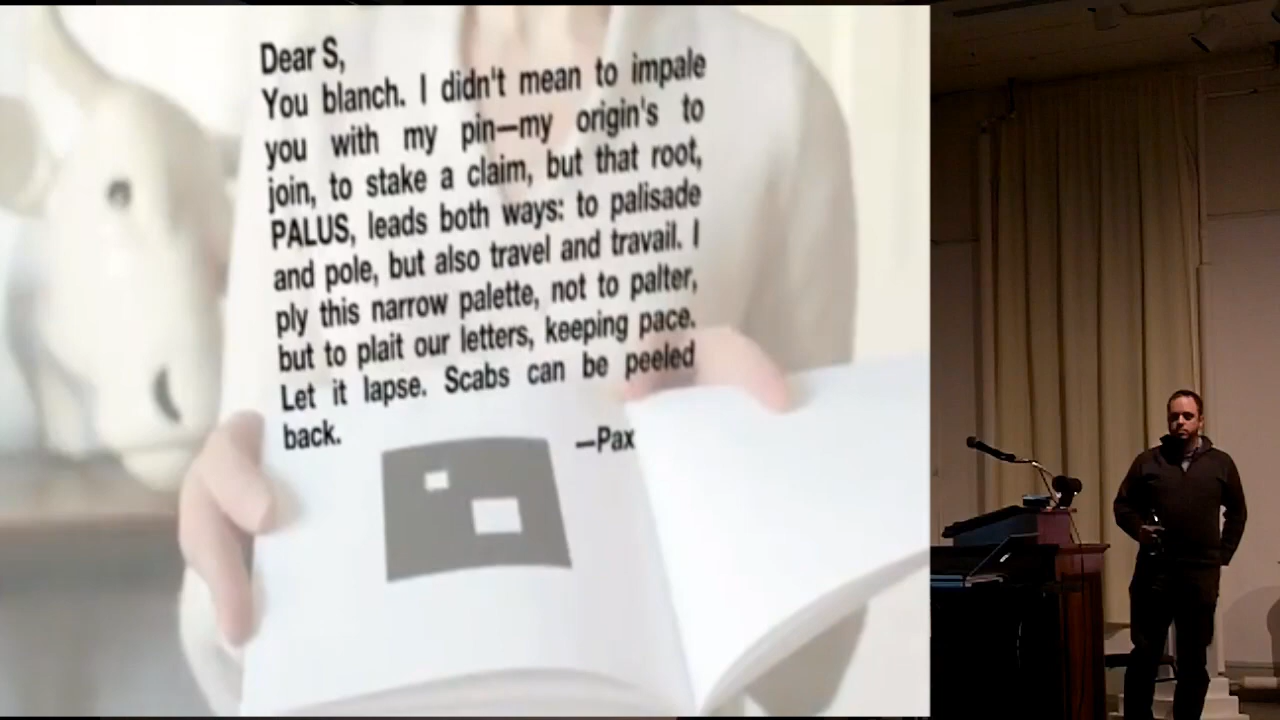 Dear S,
You blanch. I didn't mean to impale
you with my pin—my origin's to
join, to stake a claim, but that root,
PALUS, leads both ways: to palisade
and pole, but also travel and travail. I
ply this narrow palette, not to palter,
but to plait our letters, keeping pace.
Let it lapse. Scabs can be peeled
back.
—Pax